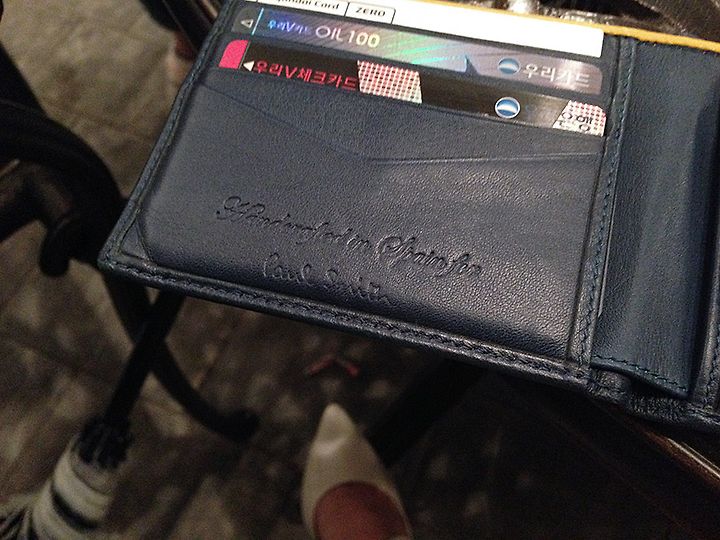 Card ZERO
우리V카드 OIL 100
우리카드
우리V체크카드
Handcrafted in Spain for
Paul Smith